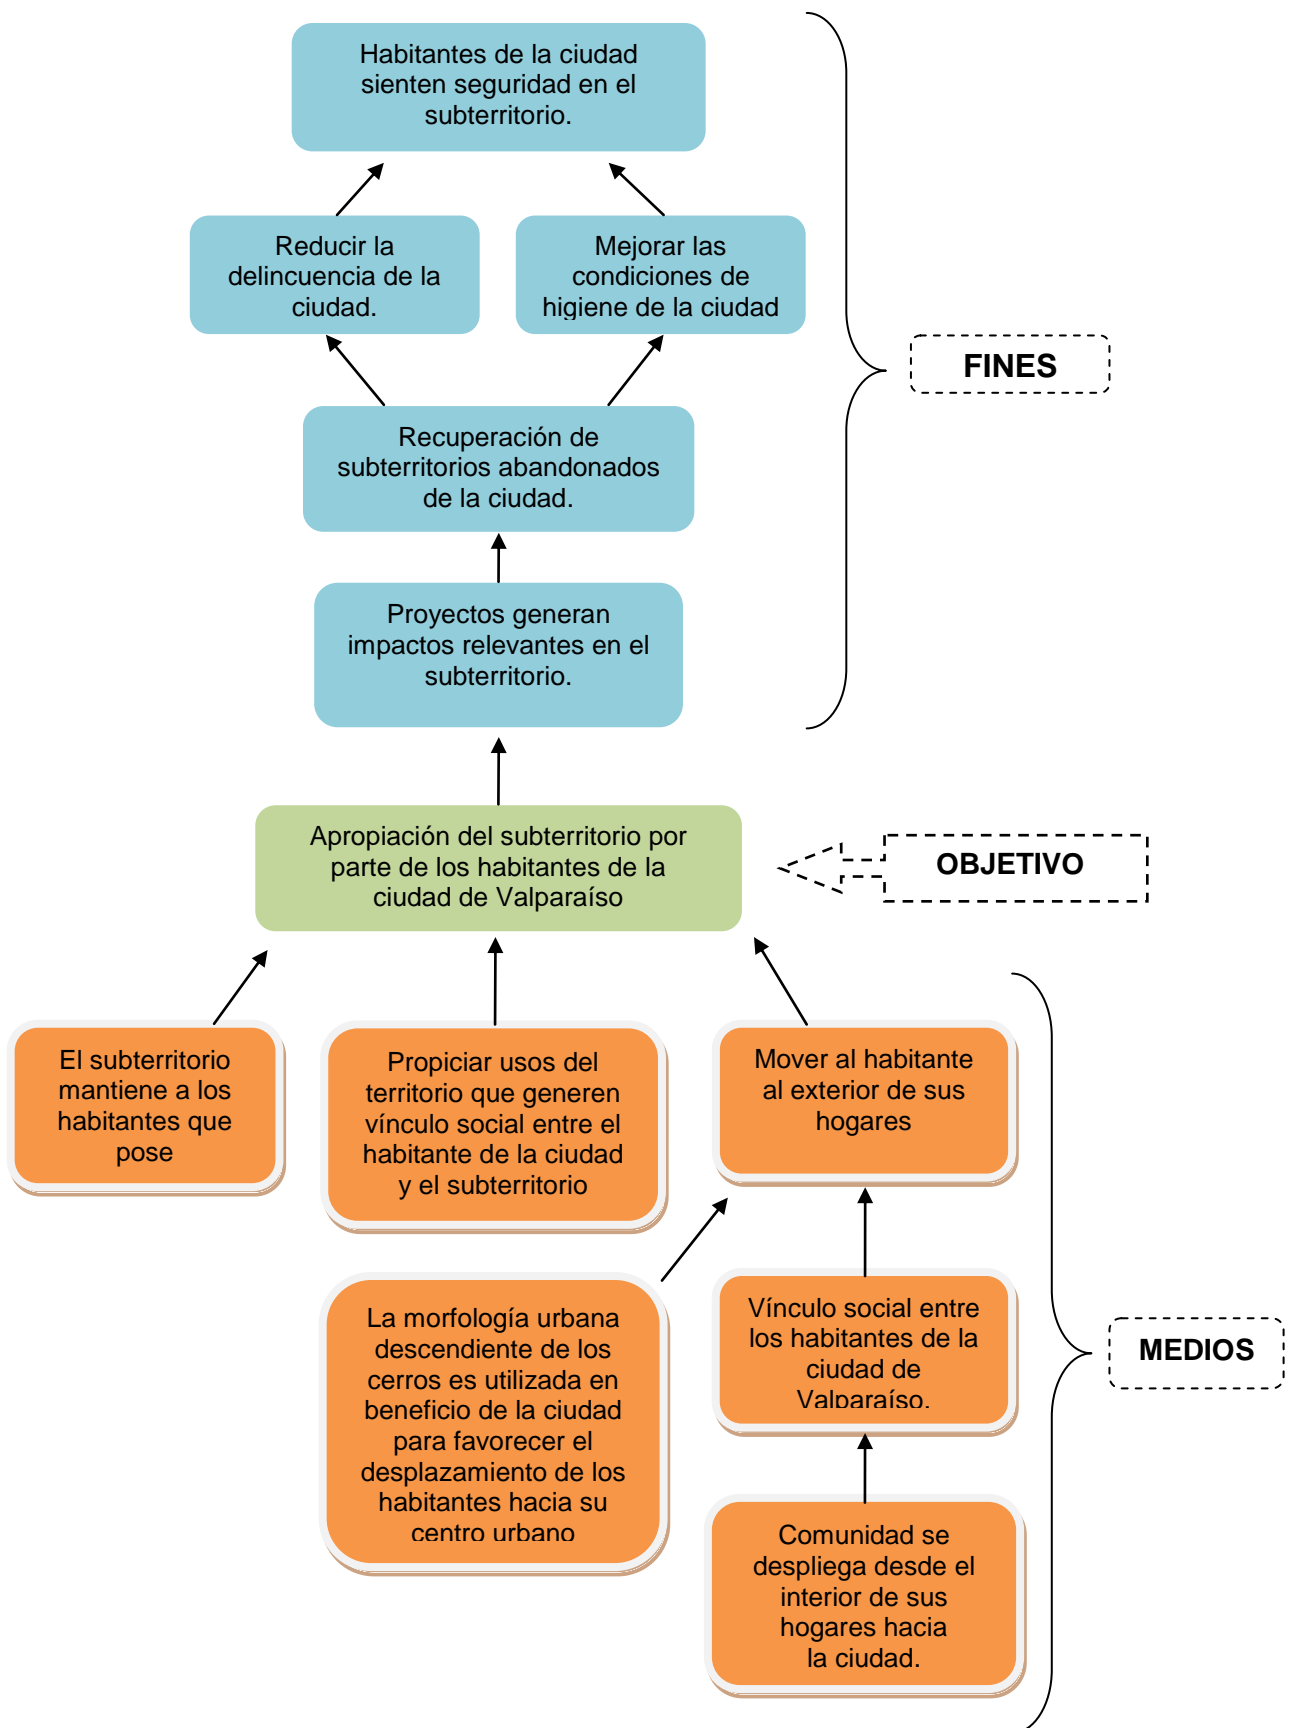 Habitantes de la ciudad
sienten seguridad en el
subterritorio.
Reducir la
delincuencia de la
ciudad.
Mejorar las
condiciones de
higiene de la ciudad
FINES
Recuperación de
subterritorios abandonados
de la ciudad.
Proyectos generan
impactos relevantes en el
subterritorio.
Apropiación del subterritorio por
parte de los habitantes de la
ciudad de Valparaíso
OBJETIVO
El subterritorio
mantiene a los
habitantes que
pose
Propiciar usos del
territorio que generen
vínculo social entre el
habitante de la ciudad
y el subterritorio
Mover al habitante
al exterior de sus
hogares
La morfología urbana
descendiente de los
cerros es utilizada en
beneficio de la ciudad
para favorecer el
desplazamiento de los
habitantes hacia su
centro urbano
Vínculo social entre
los habitantes de la
ciudad de
Valparaíso.
MEDIOS
Comunidad se
despliega desde el
interior de sus
hogares hacia
la ciudad.